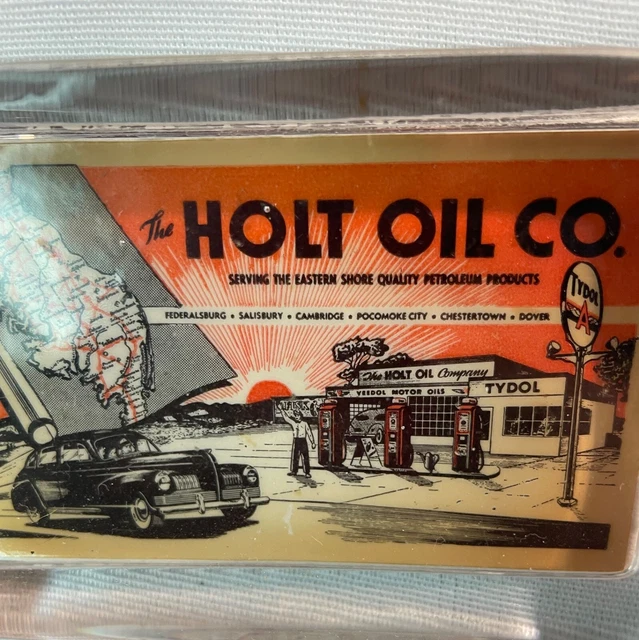 The HOLT OIL CO.
SERVING THE EASTERN SHORE QUALITY PETROLEUM PRODUCTS
FEDERALSBURG • SALISBURY • CAMBRIDGE • POCOMOKE CITY • CHESTERTOWN • DOVER
TYDOL
A
The HOLT OIL Company
VEEDOL MOTOR OILS
TYDOL